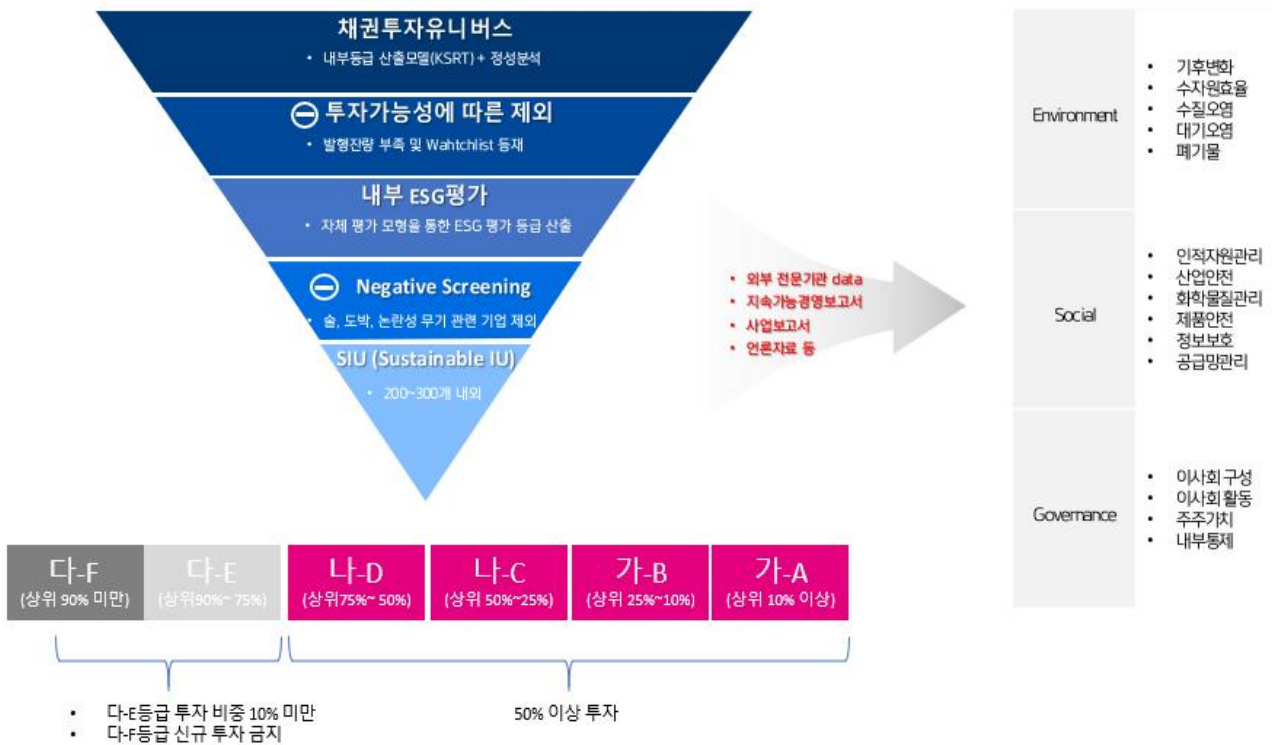 채권투자유니버스
• 내부등급 산출모델(KSRT) + 정성분석
⊖ 투자가능성에 따른 제외
• 발행잔량 부족 및 Wahtchlist 등재
내부 ESG평가
• 자체 평가 모형을 통한 ESG 평가 등급 산출
⊖ Negative Screening
• 술, 도박, 논란성 무기 관련 기업 제외
SIU (Sustainable IU)
• 200~300개 내외
• 외부 전문기관 data
• 지속가능경영보고서
• 사업보고서
• 언론자료 등
Environment
• 기후변화
• 수자원효율
• 수질오염
• 대기오염
• 폐기물
Social
• 인적자원관리
• 산업안전
• 화학물질관리
• 제품안전
• 정보보호
• 공급망관리
Governance
• 이사회 구성
• 이사회 활동
• 주주가치
• 내부통제
다-F
(상위 90% 미만)
다-E
(상위90%~ 75%)
나-D
(상위75%~ 50%)
나-C
(상위 50%~25%)
가-B
(상위 25%~10%)
가-A
(상위 10% 이상)
• 다-E등급 투자 비중 10% 미만
• 다-F등급 신규 투자 금지
50% 이상 투자